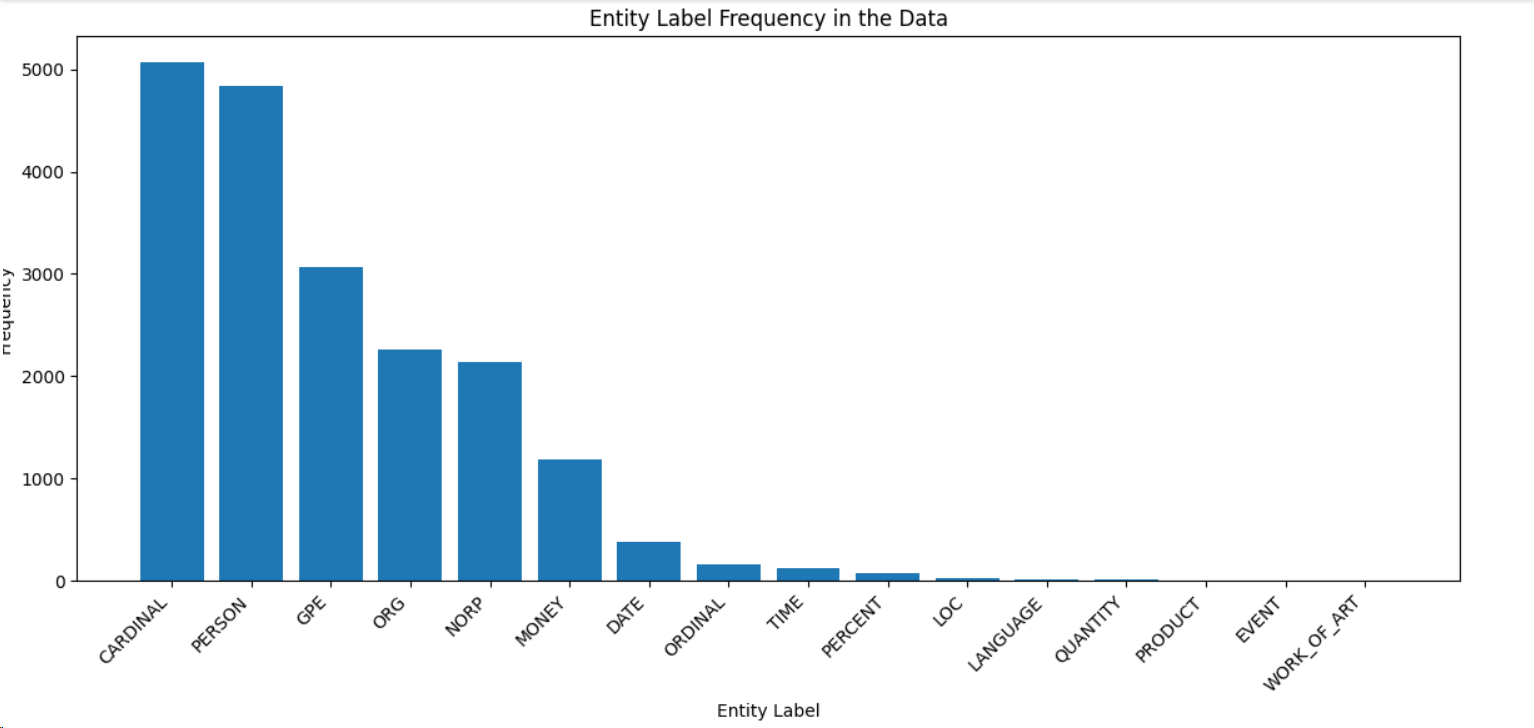 Entity Label Frequency in the Data
5000
4000
3000
2000
1000
0
Frequency
CARDINAL
PERSON
GPE
ORG
NORP
MONEY
DATE
ORDINAL
TIME
PERCENT
LOC
LANGUAGE
QUANTITY
PRODUCT
EVENT
WORK_OF_ART
Entity Label